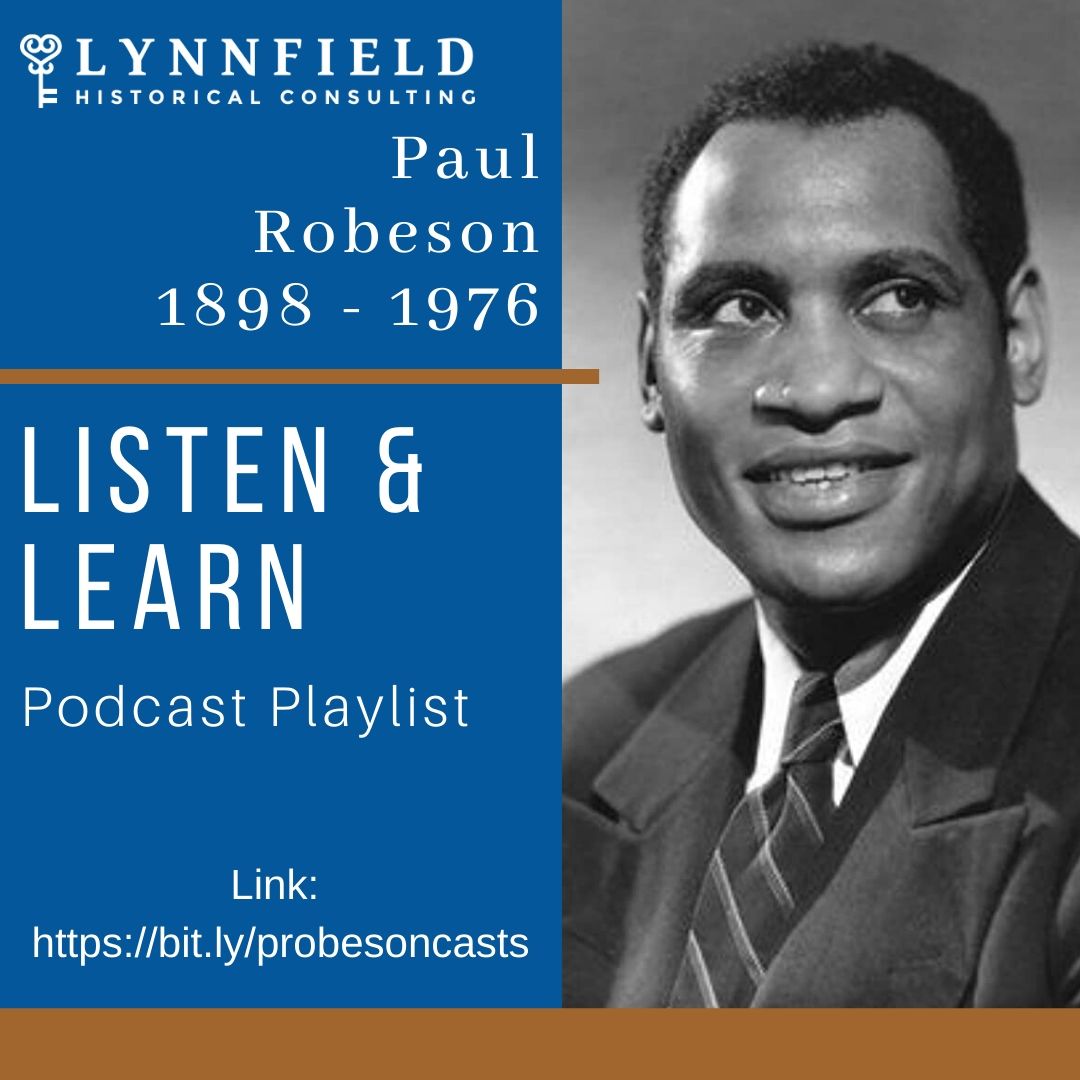 LYNNFIELD
HISTORICAL CONSULTING
Paul
Robeson
1898 - 1976
LISTEN &
LEARN
Podcast Playlist
Link:
https://bit.ly/probesoncasts